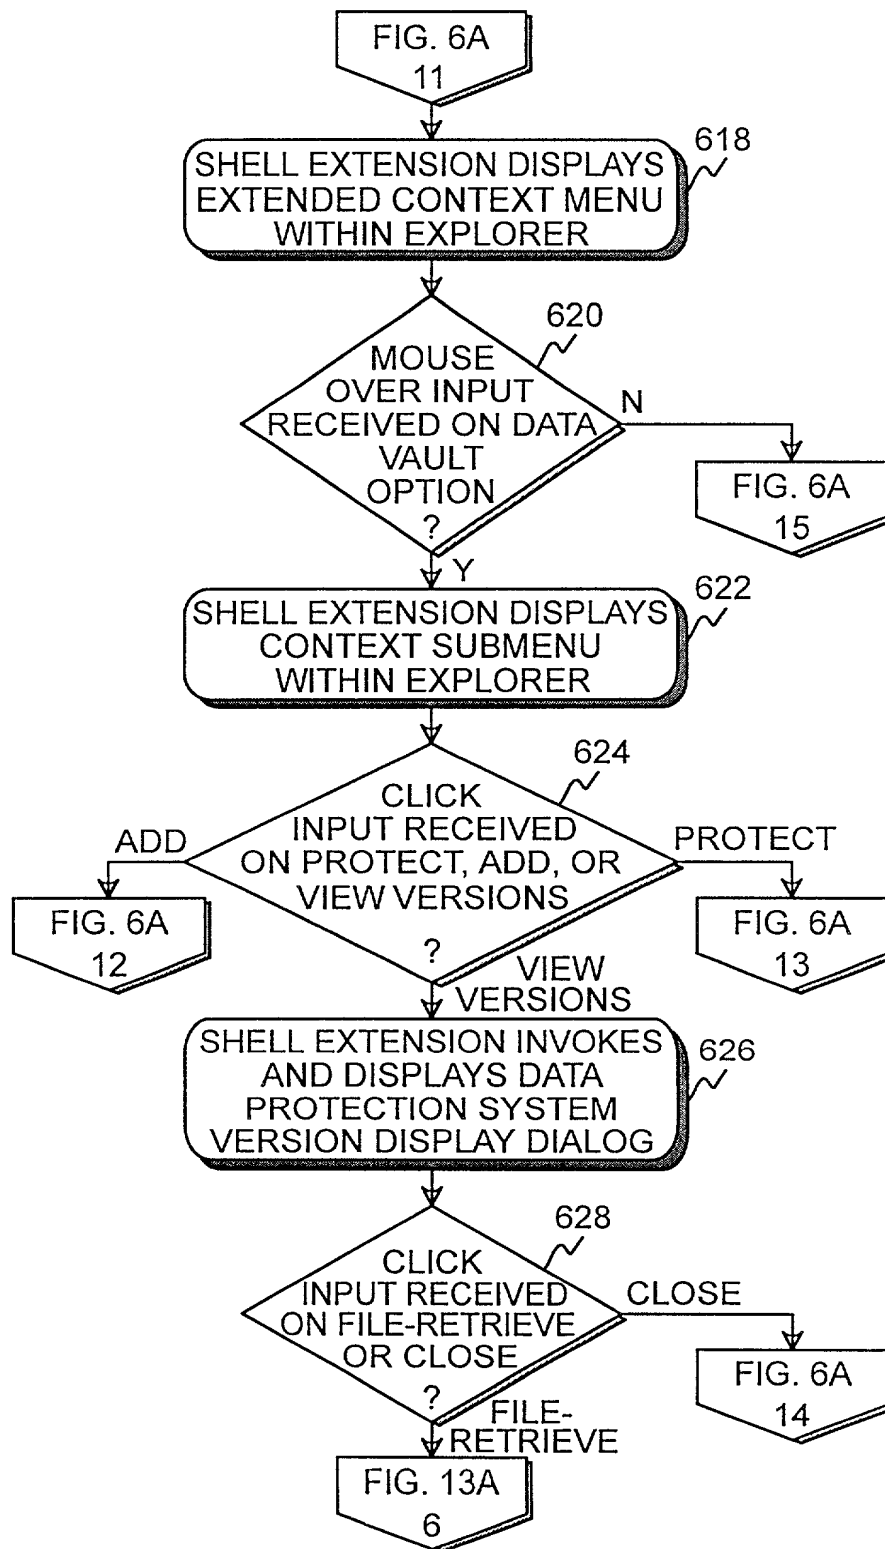 FIG. 6A
11
618
SHELL EXTENSION DISPLAYS
EXTENDED CONTEXT MENU
WITHIN EXPLORER
620
MOUSE
OVER INPUT
RECEIVED ON DATA
VAULT
OPTION
?
N
FIG. 6A
15
Y
622
SHELL EXTENSION DISPLAYS
CONTEXT SUBMENU
WITHIN EXPLORER
624
CLICK
INPUT RECEIVED
ON PROTECT, ADD, OR
VIEW VERSIONS
?
ADD
FIG. 6A
12
PROTECT
FIG. 6A
13
VIEW
VERSIONS
626
SHELL EXTENSION INVOKES
AND DISPLAYS DATA
PROTECTION SYSTEM
VERSION DISPLAY DIALOG
628
CLICK
INPUT RECEIVED
ON FILE-RETRIEVE
OR CLOSE
?
CLOSE
FIG. 6A
14
FILE-
RETRIEVE
FIG. 13A
6